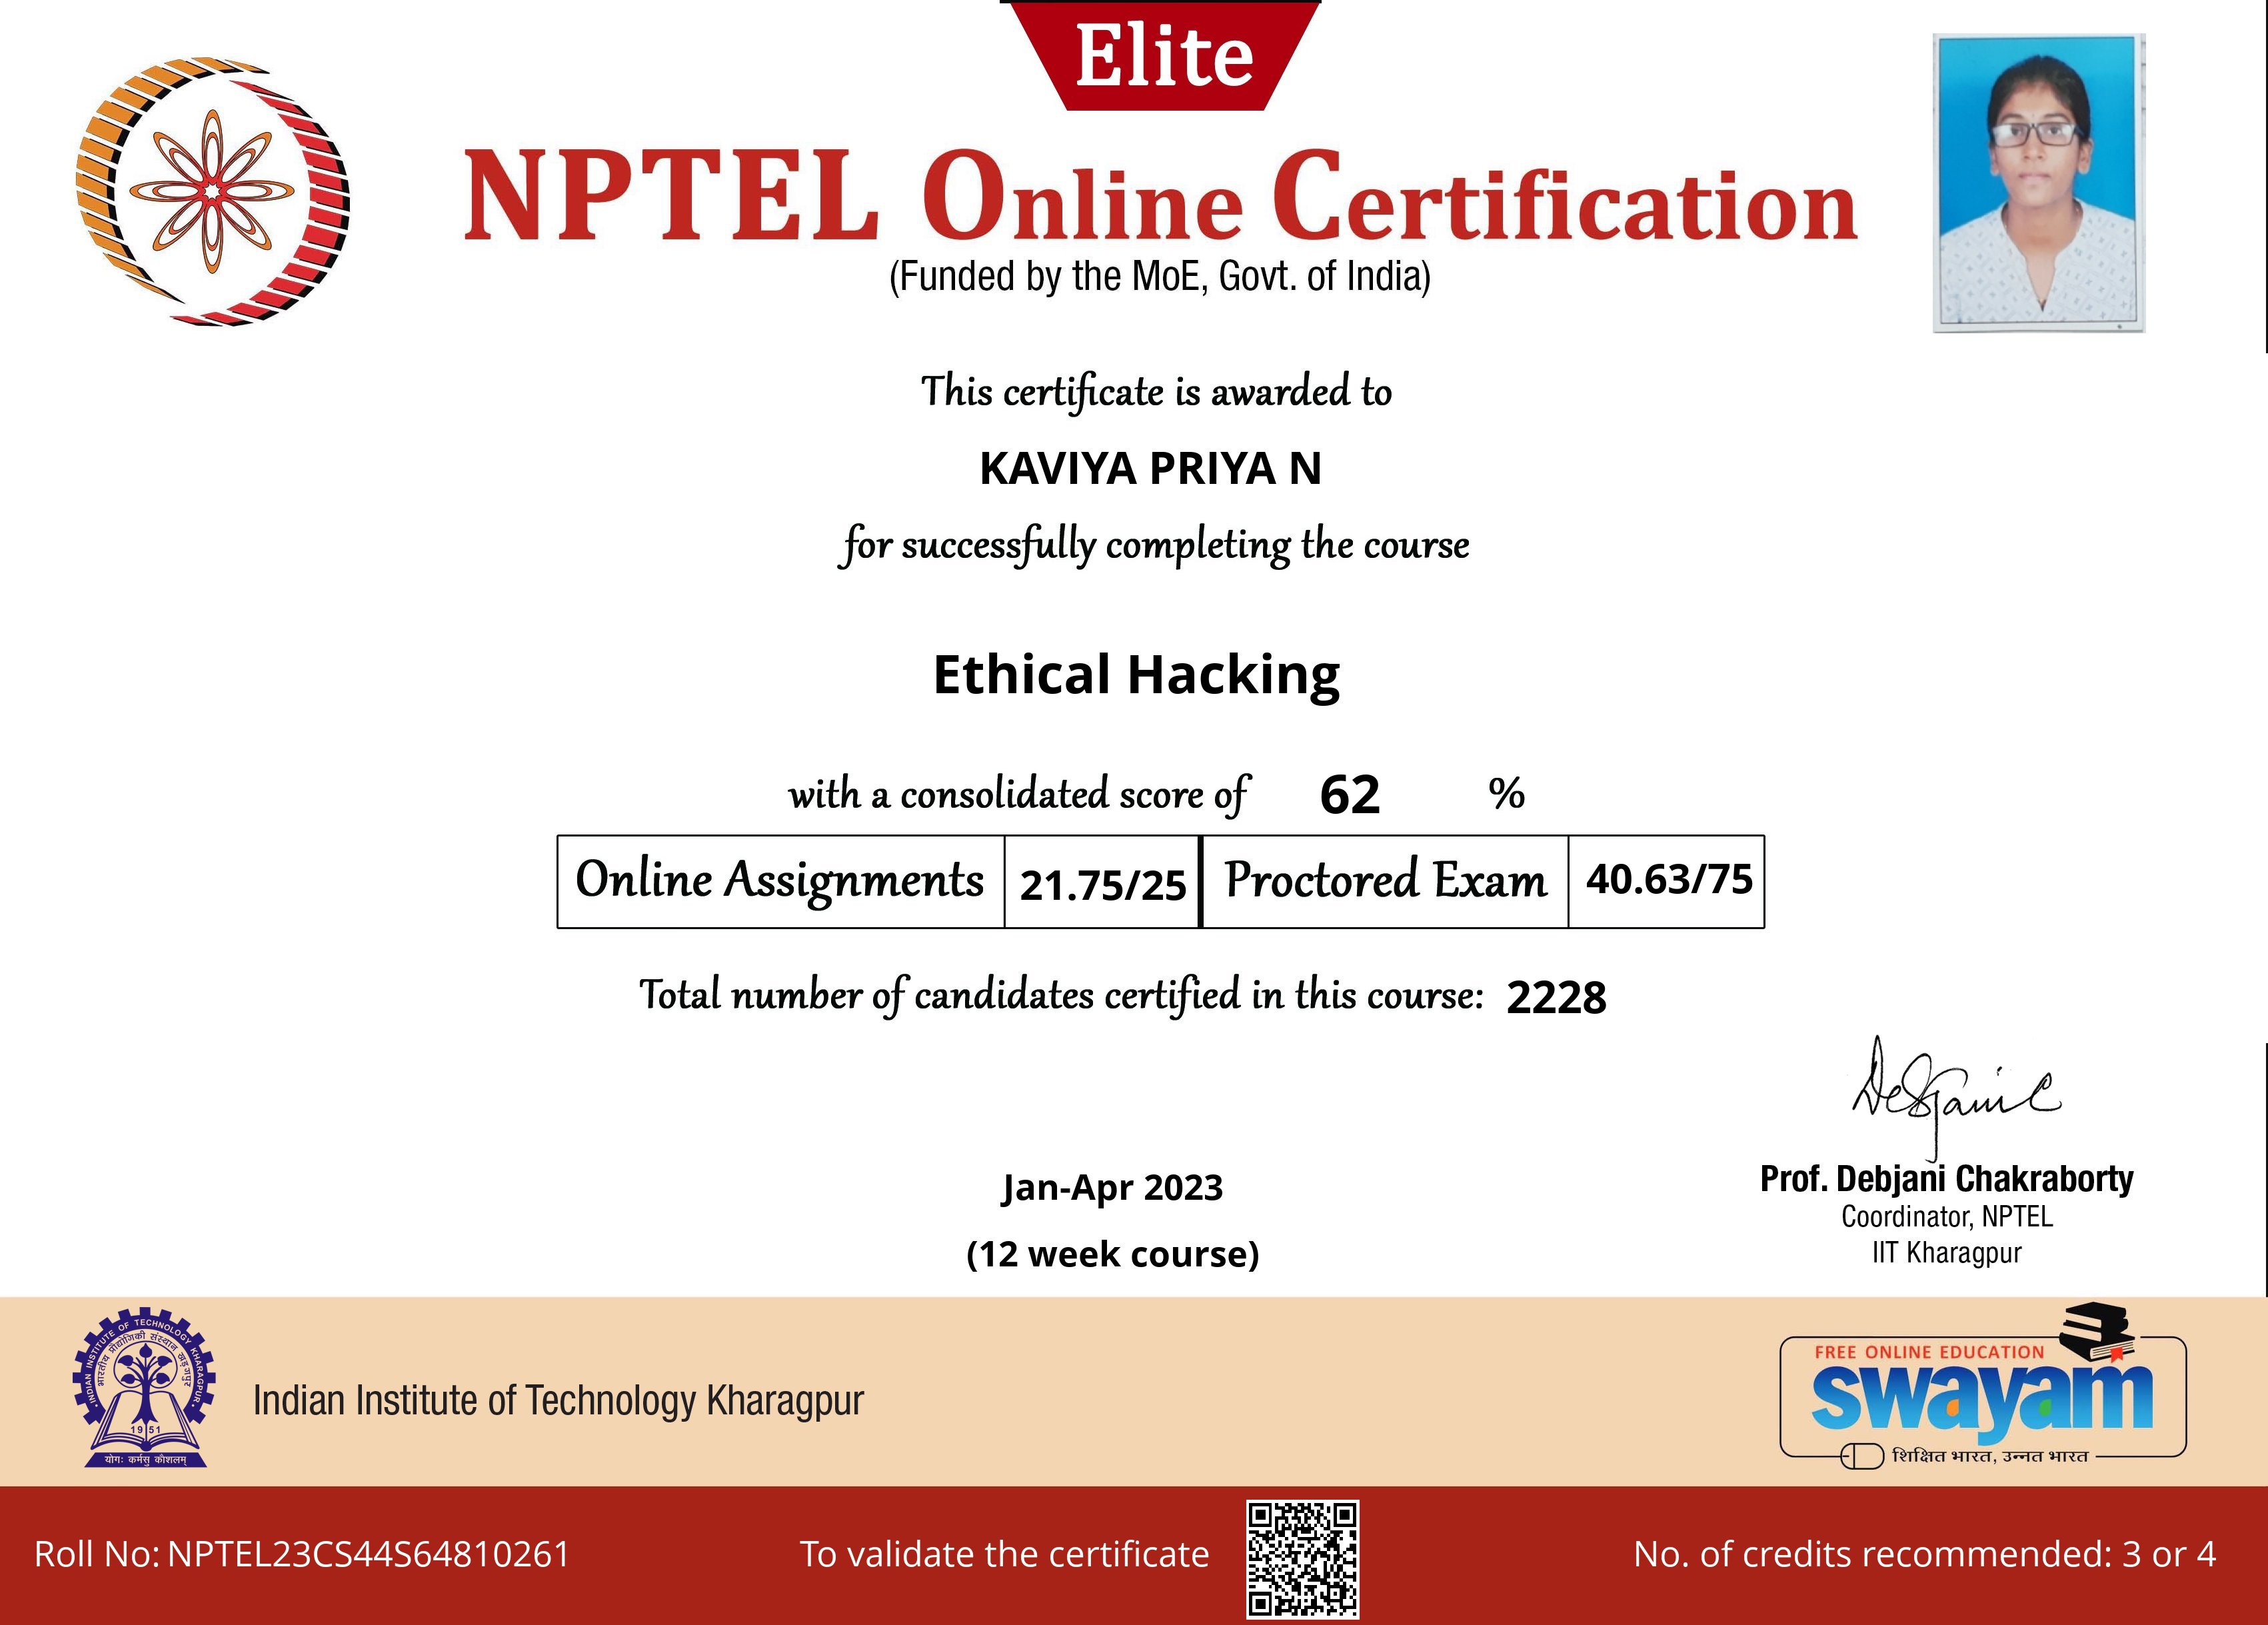 Elite
NPTEL Online Certification
(Funded by the MoE, Govt. of India)
This certificate is awarded to
KAVIYA PRIYA N
for successfully completing the course
Ethical Hacking
with a consolidated score of 62 %
Online Assignments 21.75/25 Proctored Exam 40.63/75
Total number of candidates certified in this course: 2228
Jan-Apr 2023
(12 week course)
Prof. Debjani Chakraborty
Coordinator, NPTEL
IIT Kharagpur
INDIAN INSTITUTE OF TECHNOLOGY KHARAGPUR
भारतीय प्रौद्योगिकी संस्थान खड़गपुर
1951
योगः कर्मसु कौशलम्
Indian Institute of Technology Kharagpur
FREE ONLINE EDUCATION
swayam
शिक्षित भारत, उन्नत भारत
Roll No: NPTEL23CS44S64810261
To validate the certificate
No. of credits recommended: 3 or 4